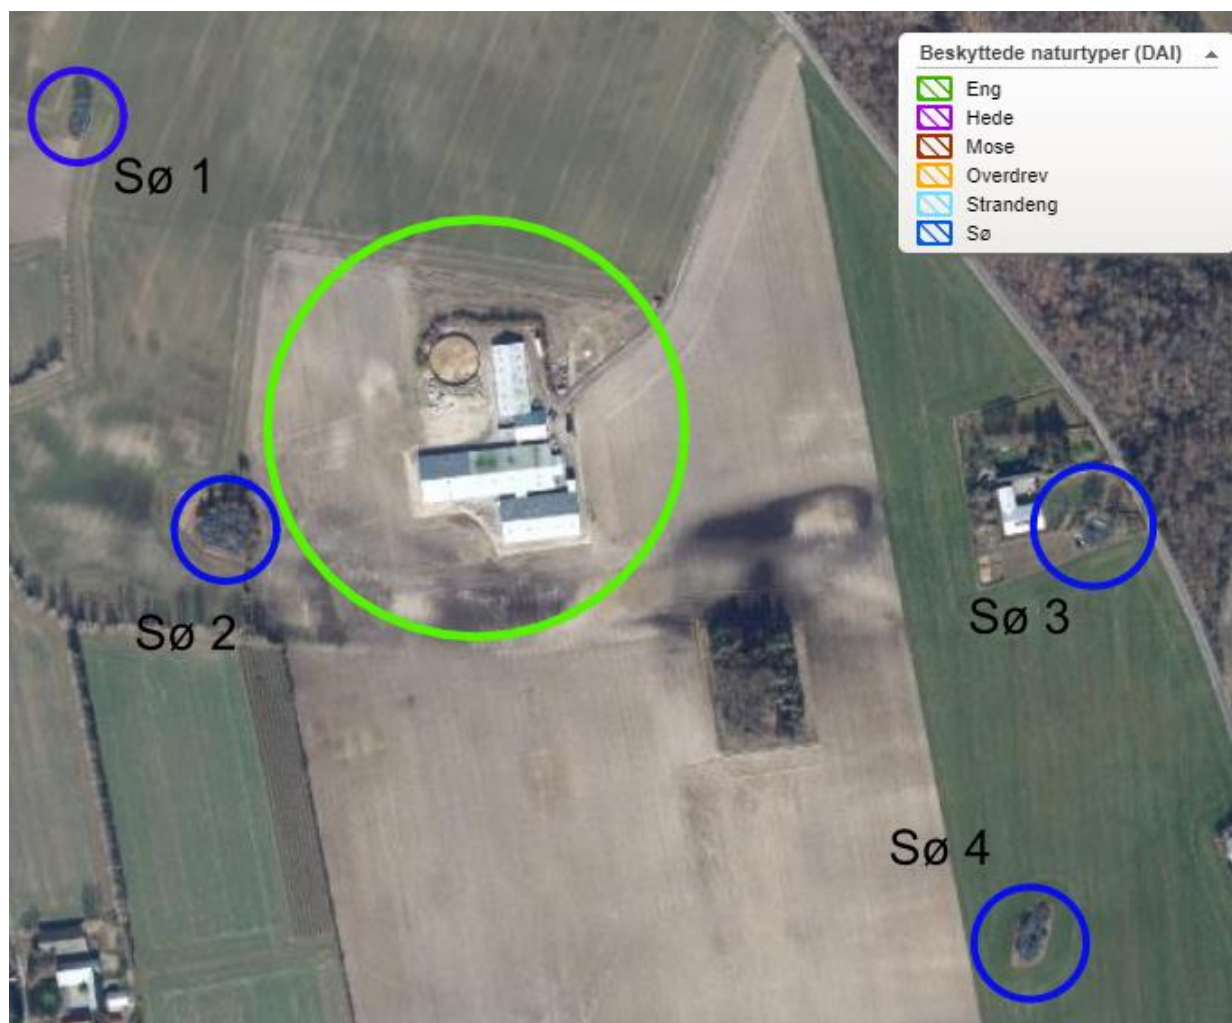 Beskyttede naturtyper (DAI)
Eng
Hede
Mose
Overdrev
Strandeng
Sø
Sø 1
Sø 2
Sø 3
Sø 4